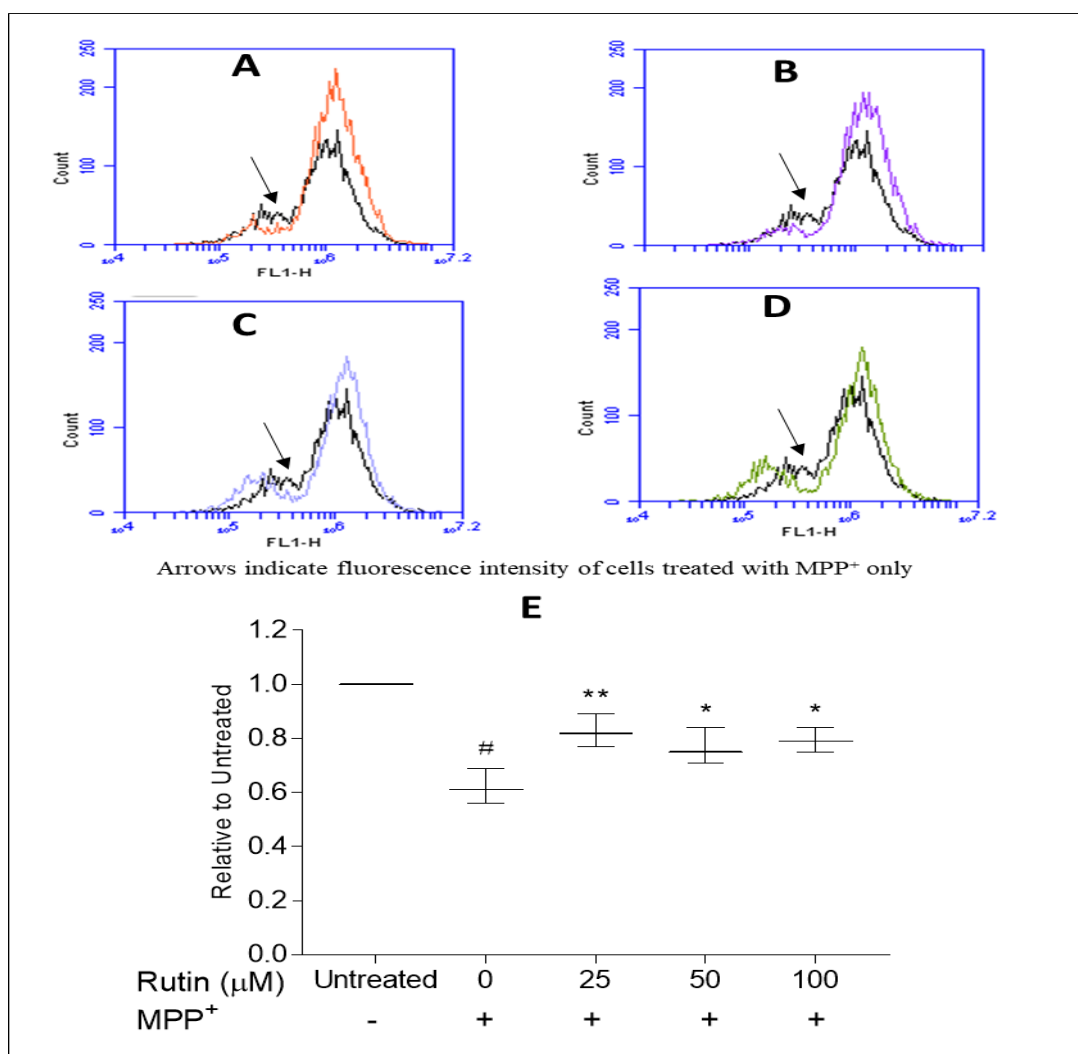 A
B
250
200
100
0
Count
10^4
10^5
10^6
10^7.2
FL1-H
250
200
100
0
Count
10^4
10^5
10^6
10^7.2
C
D
250
200
100
0
Count
10^4
10^5
10^6
10^7.2
FL1-H
250
200
100
0
Count
10^4
10^5
10^6
10^7.2
FL1-H
Arrows indicate fluorescence intensity of cells treated with MPP⁺ only
E
Relative to Untreated
1.2
1.0
0.8
0.6
0.4
0.2
0.0
#
**
*
*
Rutin (μM) Untreated 0 25 50 100
MPP⁺ - + + + +